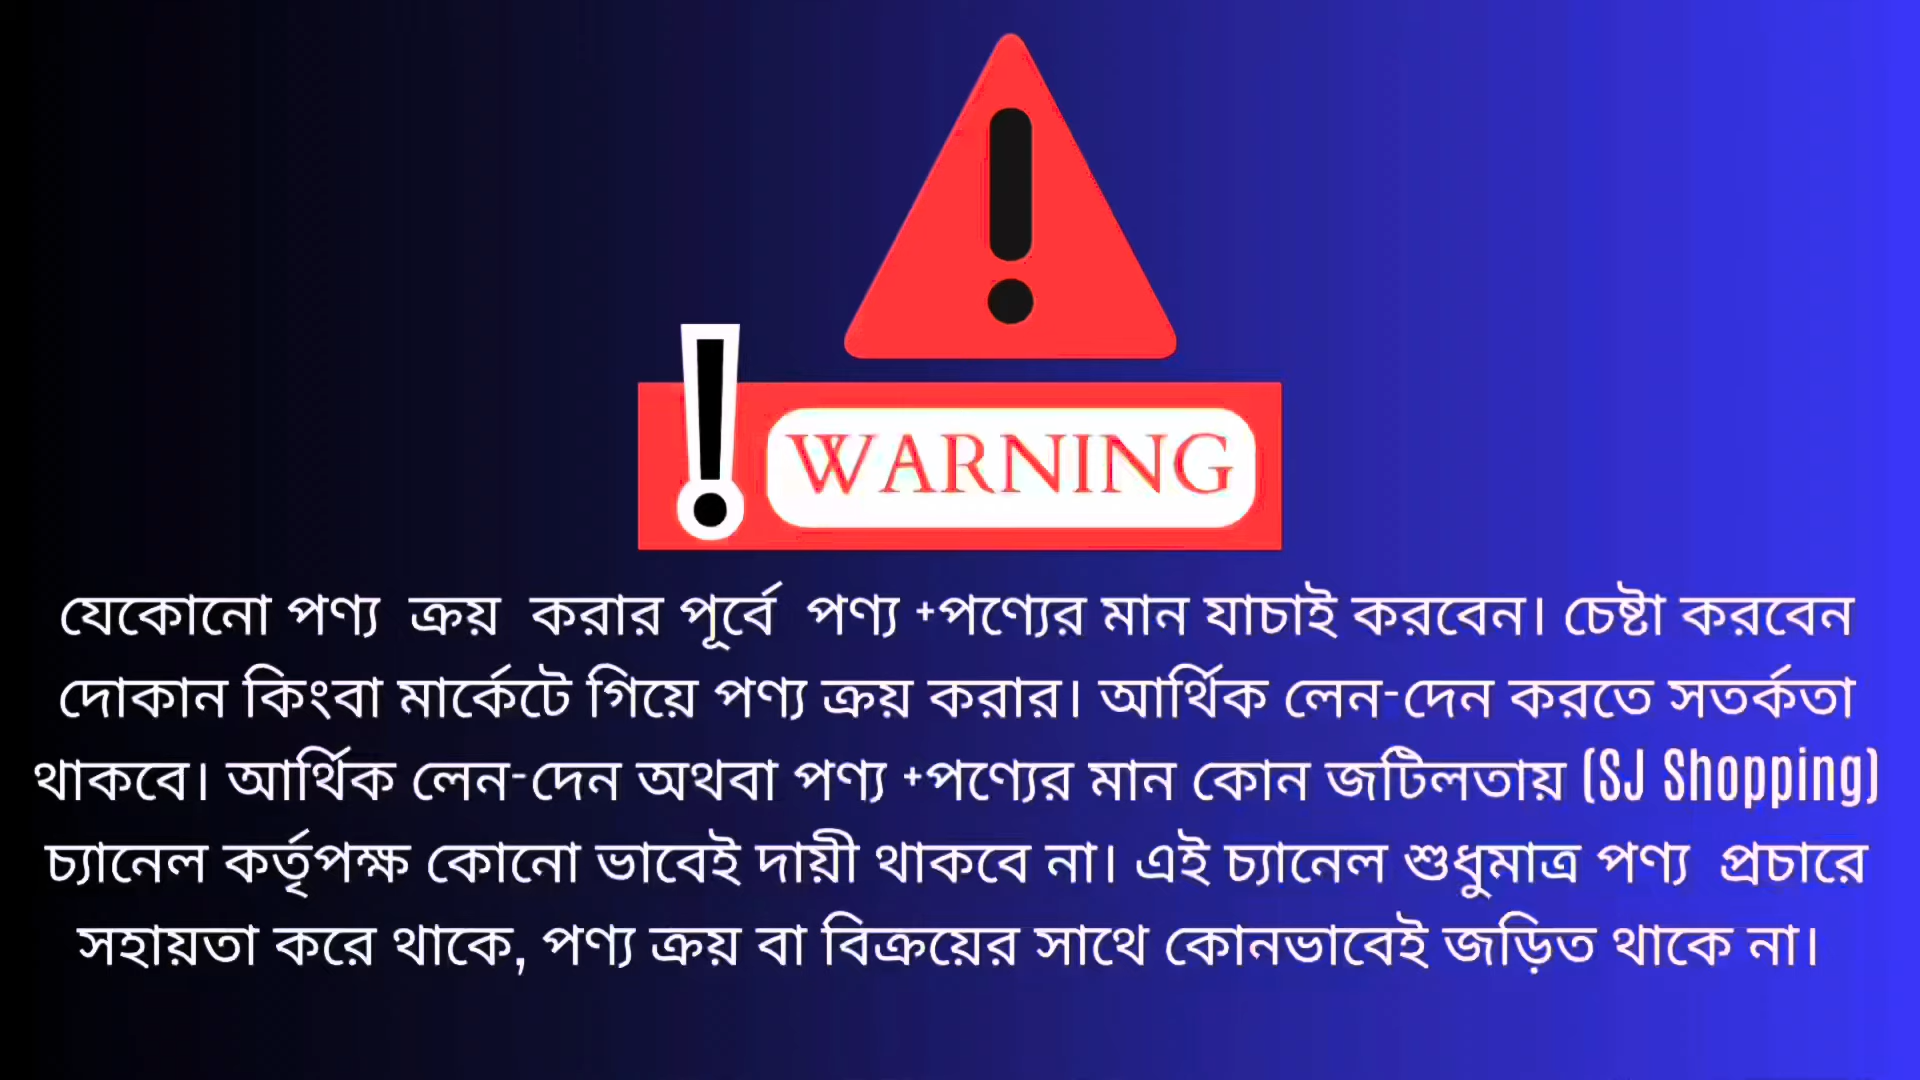 WARNING
যেকোনো পণ্য ক্রয় করার পূর্বে পণ্য +পণ্যের মান যাচাই করবেন। চেষ্টা করবেন
দোকান কিংবা মার্কেটে গিয়ে পণ্য ক্রয় করার। আর্থিক লেন-দেন করতে সতর্কতা
থাকবে। আর্থিক লেন-দেন অথবা পণ্য +পণ্যের মান কোন জটিলতায় (SJ Shopping)
চ্যানেল কর্তৃপক্ষ কোনো ভাবেই দায়ী থাকবে না। এই চ্যানেল শুধুমাত্র পণ্য প্রচারে
সহায়তা করে থাকে, পণ্য ক্রয় বা বিক্রয়ের সাথে কোনভাবেই জড়িত থাকে না।